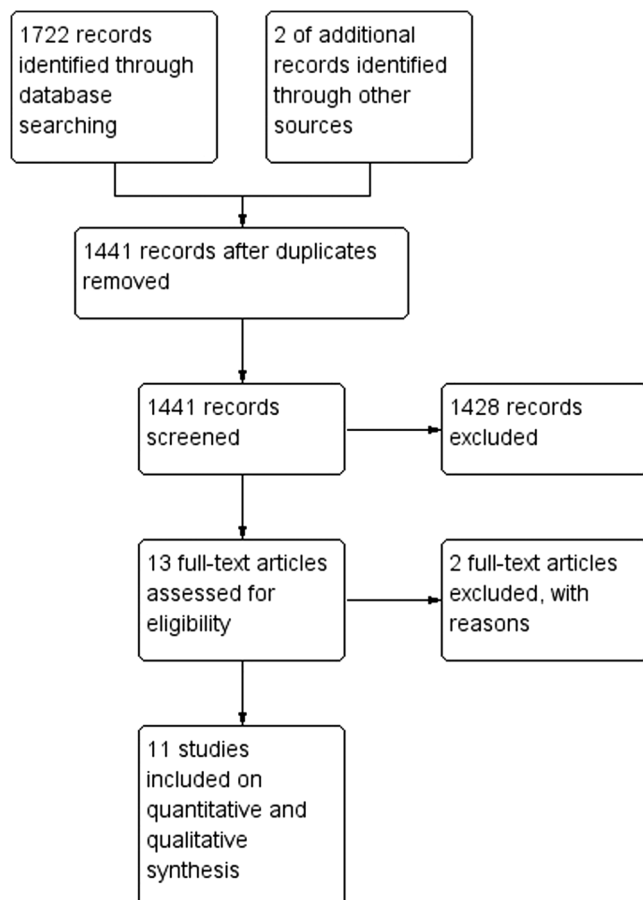 1722 records
identified through
database
searching
2 of additional
records identified
through other
sources
1441 records after duplicates
removed
1441 records
screened
1428 records
excluded
13 full-text articles
assessed for
eligibility
2 full-text articles
excluded, with
reasons
11 studies
included on
quantitative and
qualitative
synthesis